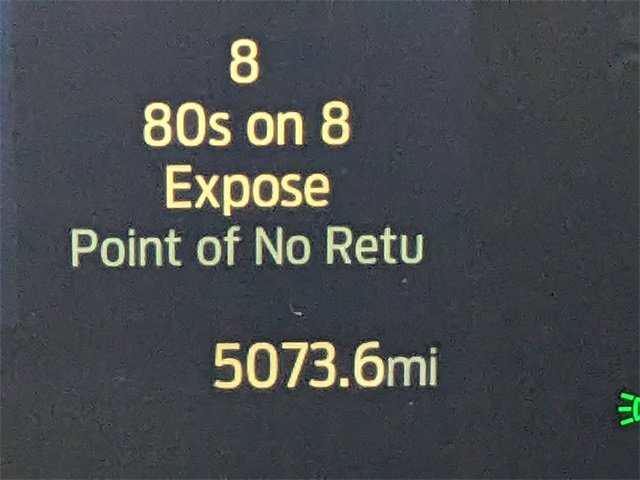 8
80s on 8
Expose
Point of No Retu
5073.6mi